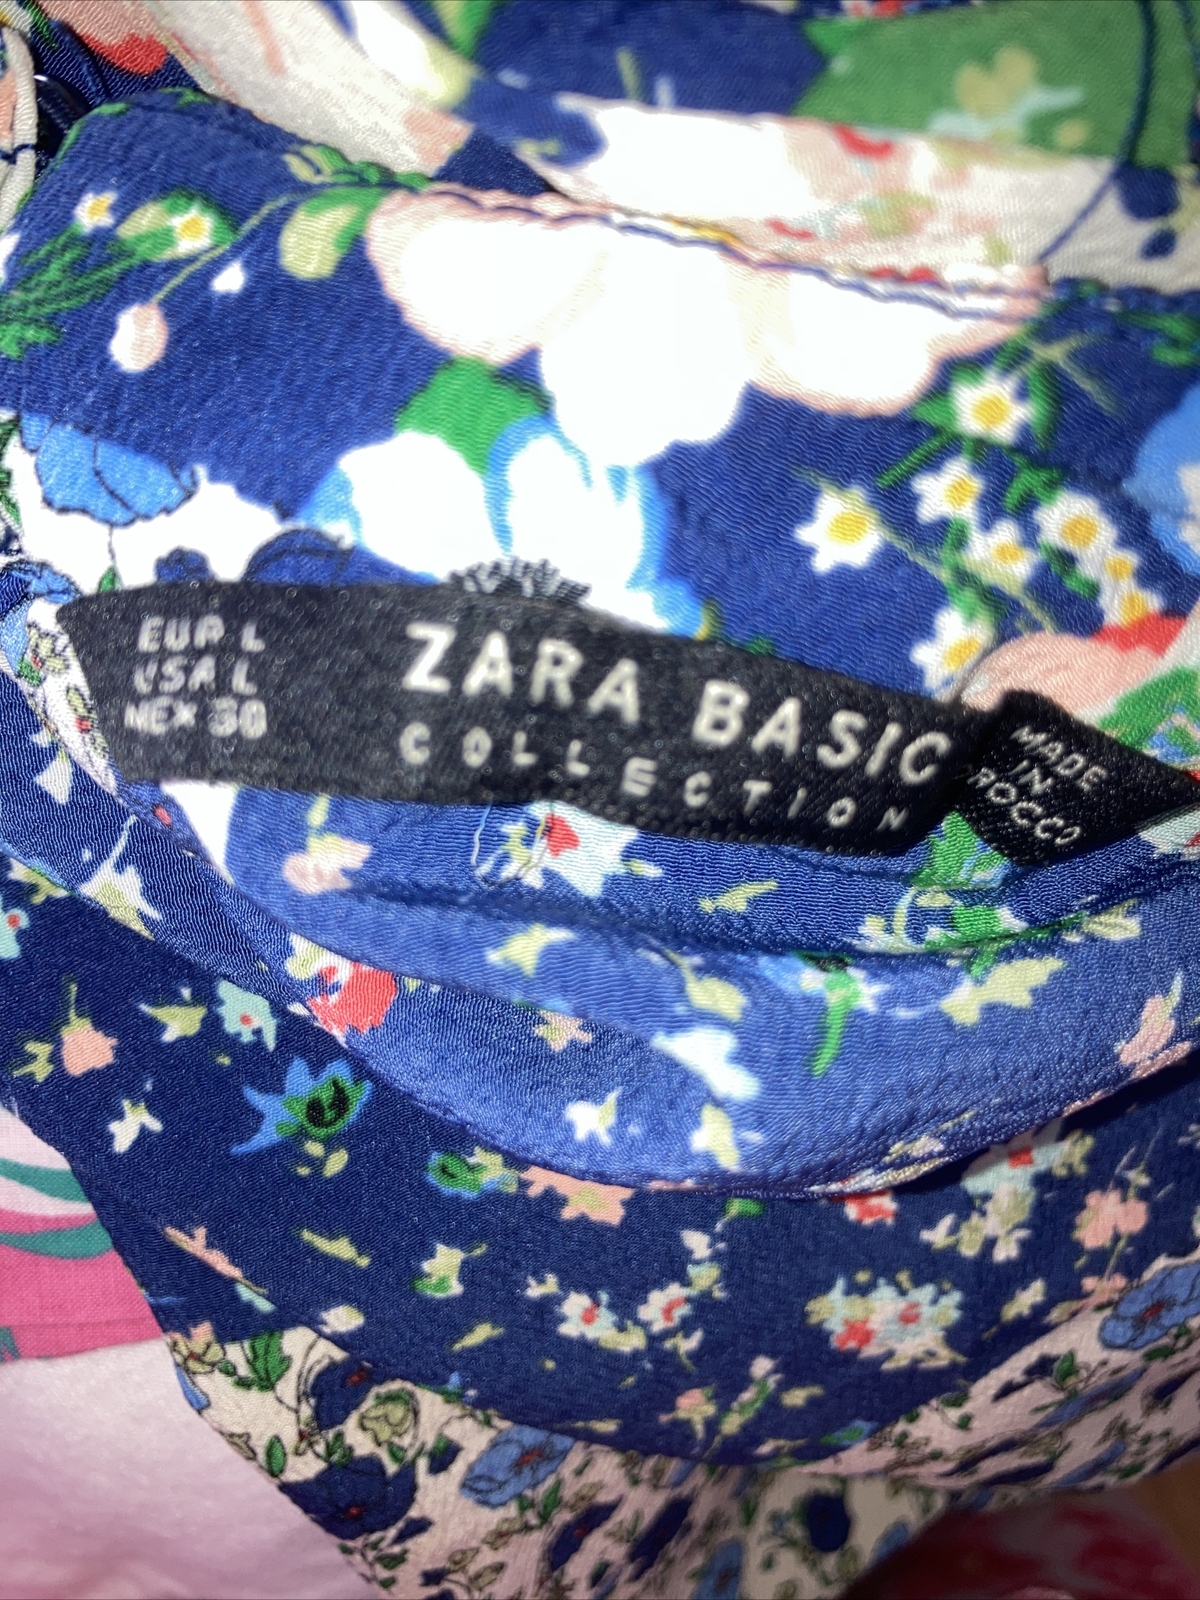 EUR L
USA L
MEX 30
ZARA BASIC
COLLECTION
MADE
IN
ROCCO